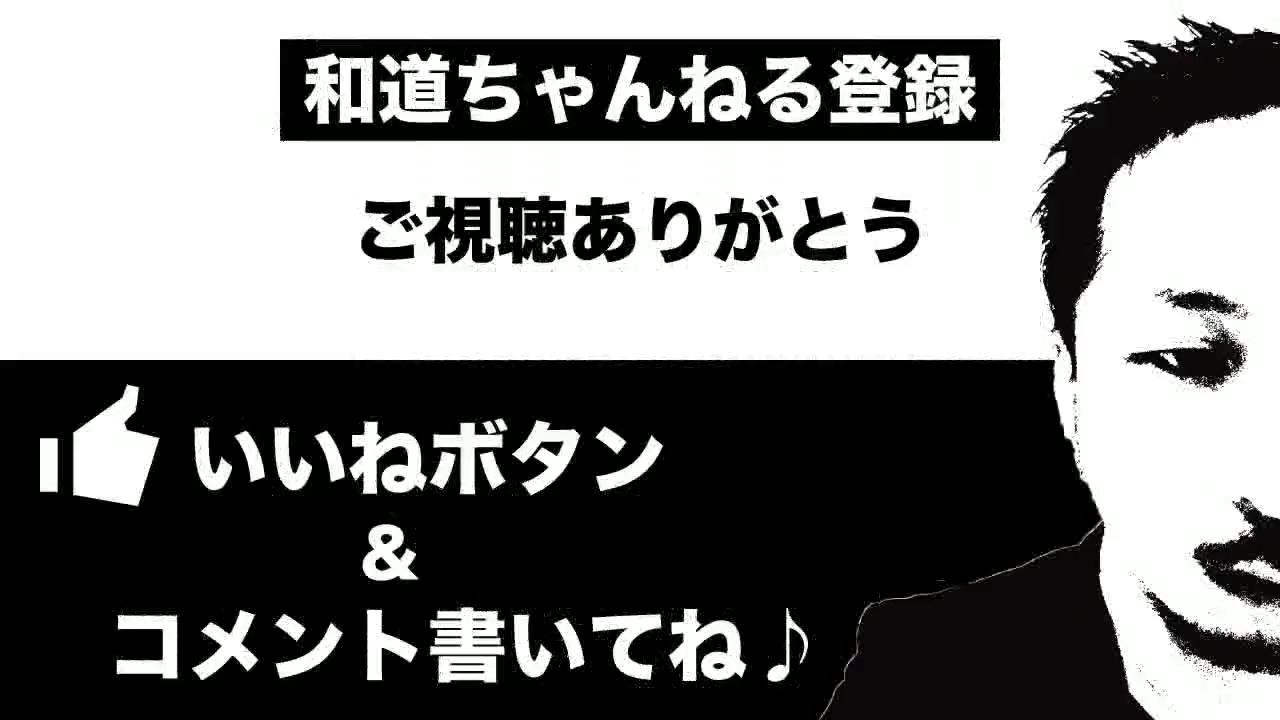 和道ちゃんねる登録
ご視聴ありがとう
いいねボタン
&
コメント書いてね♪